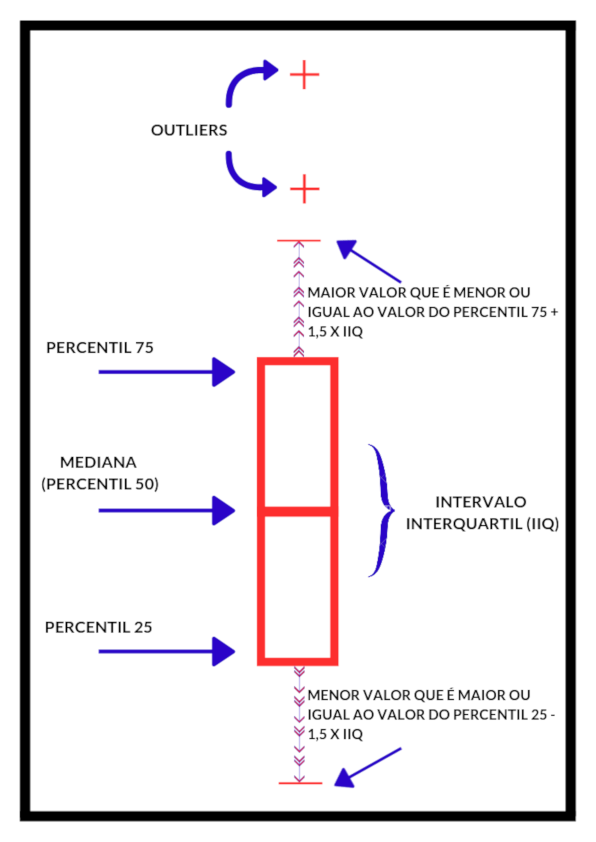 OUTLIERS
MAIOR VALOR QUE É MENOR OU
IGUAL AO VALOR DO PERCENTIL 75 +
1,5 X IIQ
PERCENTIL 75
MEDIANA
(PERCENTIL 50)
INTERVALO
INTERQUARTIL (IIQ)
PERCENTIL 25
MENOR VALOR QUE É MAIOR OU
IGUAL AO VALOR DO PERCENTIL 25 -
1,5 X IIQ